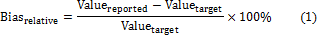 Bias_relative = (Value_reported − Value_target) / Value_target × 100% (1)